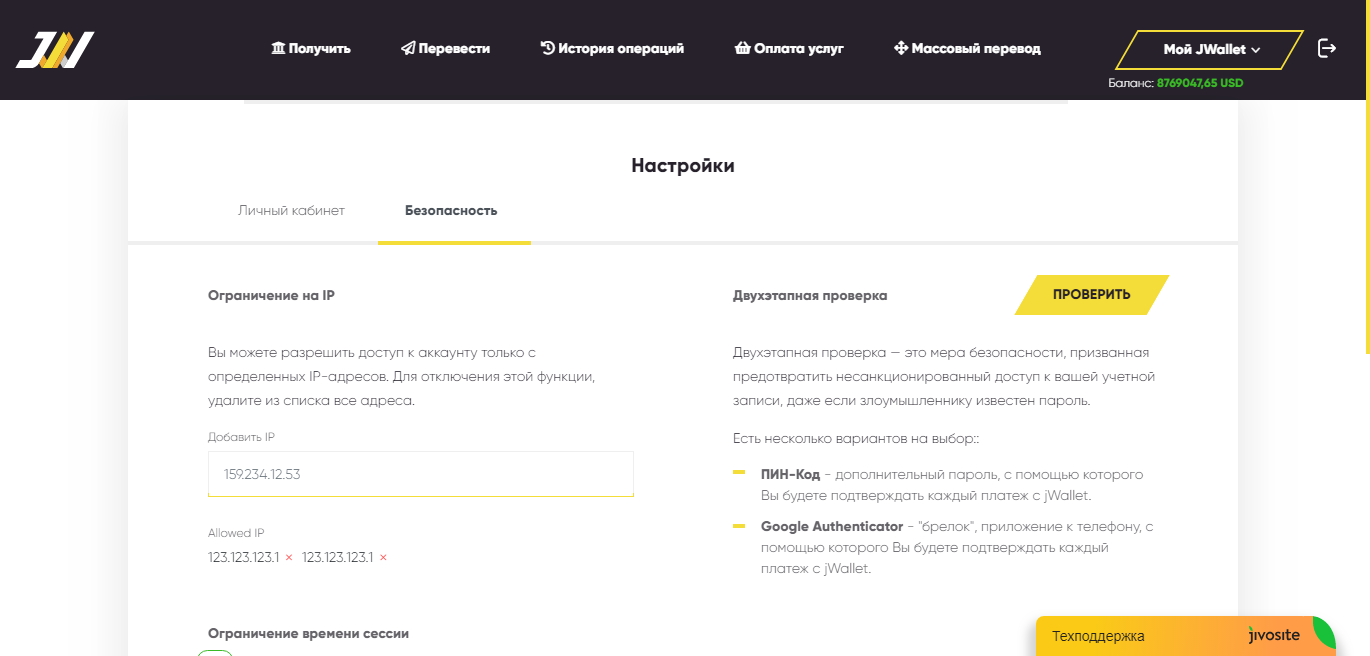 JW
Получить
Перевести
История операций
Оплата услуг
Массовый перевод
Мой JWallet
Баланс: 8769047,65 USD
Настройки
Личный кабинет
Безопасность
Ограничение на IP
Вы можете разрешить доступ к аккаунту только с
определенных IP-адресов. Для отключения этой функции,
удалите из списка все адреса.
Добавить IP
159.234.12.53
Allowed IP
123.123.123.1 × 123.123.123.1 ×
Ограничение времени сессии
Двухэтапная проверка
ПРОВЕРИТЬ
Двухэтапная проверка — это мера безопасности, призванная
предотвратить несанкционированный доступ к вашей учетной
записи, даже если злоумышленнику известен пароль.
Есть несколько вариантов на выбор::
ПИН-Код - дополнительный пароль, с помощью которого
Вы будете подтверждать каждый платеж с jWallet.
Google Authenticator - "брелок", приложение к телефону, с
помощью которого Вы будете подтверждать каждый
платеж с jWallet.
Техподдержка
jivosite